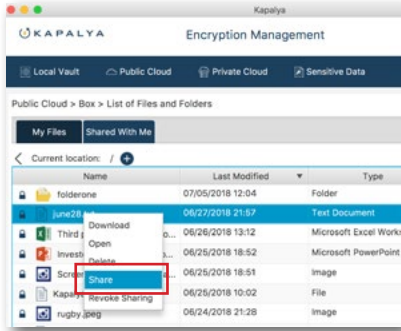 Kapalya
KAPALYA Encryption Management
Local Vault Public Cloud Private Cloud Sensitive Data
Public Cloud > Box > List of Files and Folders
My Files Shared With Me
Current location: /
Name Last Modified Type
folderone 07/05/2018 12:04 Folder
june28. 06/27/2018 21:57 Text Document
Download
Third o... 06/26/2018 13:12 Microsoft Excel Works
Open
Investi o... 06/25/2018 18:52 Microsoft PowerPoint
Delete
Scree a... 06/25/2018 18:51 Image
Share
Kapaly 06/25/2018 10:02 File
Revoke Sharing
rugby.jpeg 06/24/2018 21:28 Image